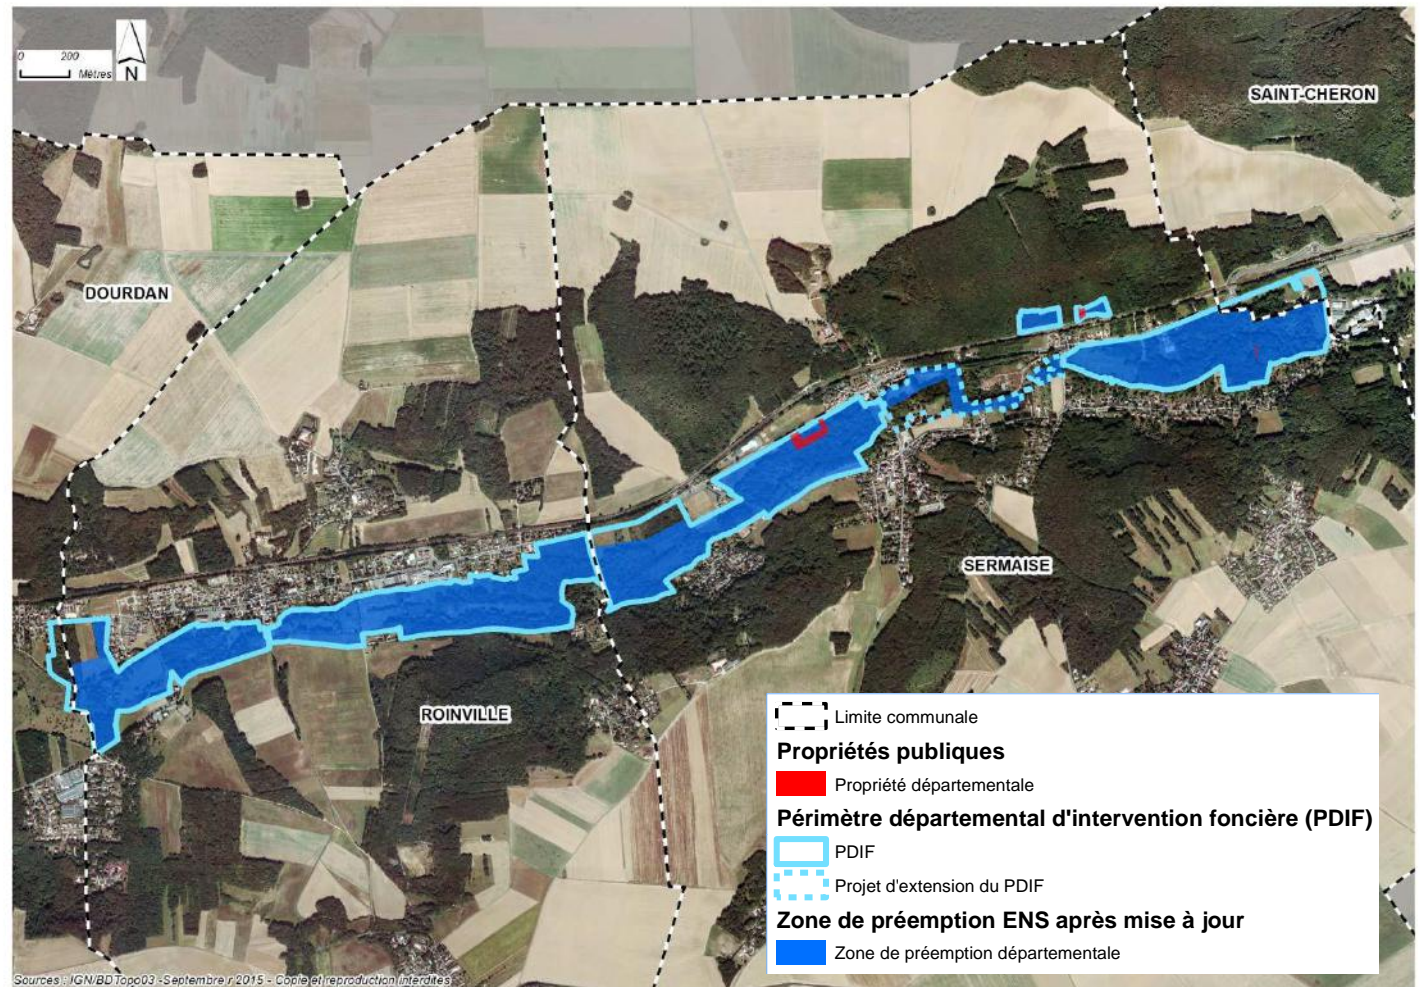 0 200
Mètres
N
SAINT-CHERON
DOURDAN
SERMAISE
ROINVILLE
Limite communale
Propriétés publiques
Propriété départementale
Périmètre départemental d'intervention foncière (PDIF)
PDIF
Projet d'extension du PDIF
Zone de préemption ENS après mise à jour
Zone de préemption départementale
Sources : IGN/BDTopo03 -Septembre r 2015 - Copie et reproduction interdites